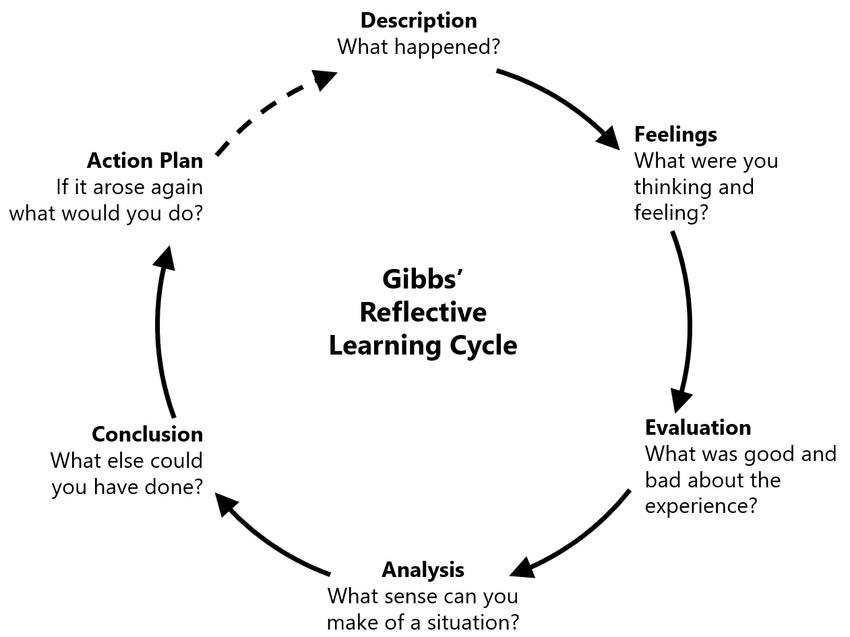 Description
What happened?
Feelings
What were you
thinking and
feeling?
Evaluation
What was good and
bad about the
experience?
Analysis
What sense can you
make of a situation?
Conclusion
What else could
you have done?
Action Plan
If it arose again
what would you do?
Gibbs’
Reflective
Learning Cycle